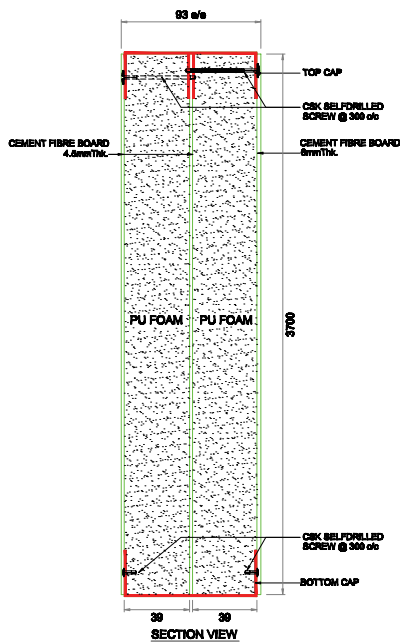 93 e/e
TOP CAP
CSK SELFDRILLED
SCREW @ 300 c/c
CEMENT FIBRE BOARD
4.5mmThk.
CEMENT FIBRE BOARD
8mmThk.
PU FOAM
PU FOAM
3700
CSK SELFDRILLED
SCREW @ 300 c/c
BOTTOM CAP
39
39
SECTION VIEW